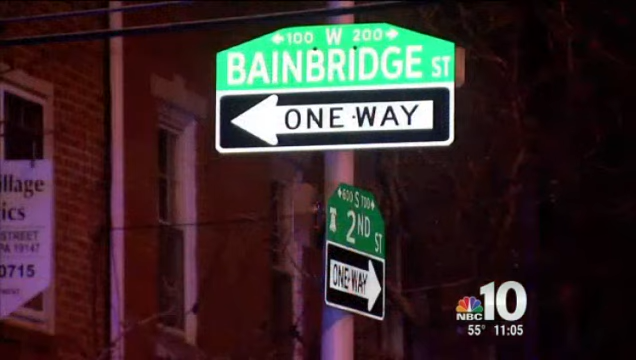 100 W 200
BAINBRIDGE ST
ONE WAY
600 S 700
2ND ST
ONE WAY
illage
ics
STREET
PA 19147
0715
10
NBC
55° 11:05